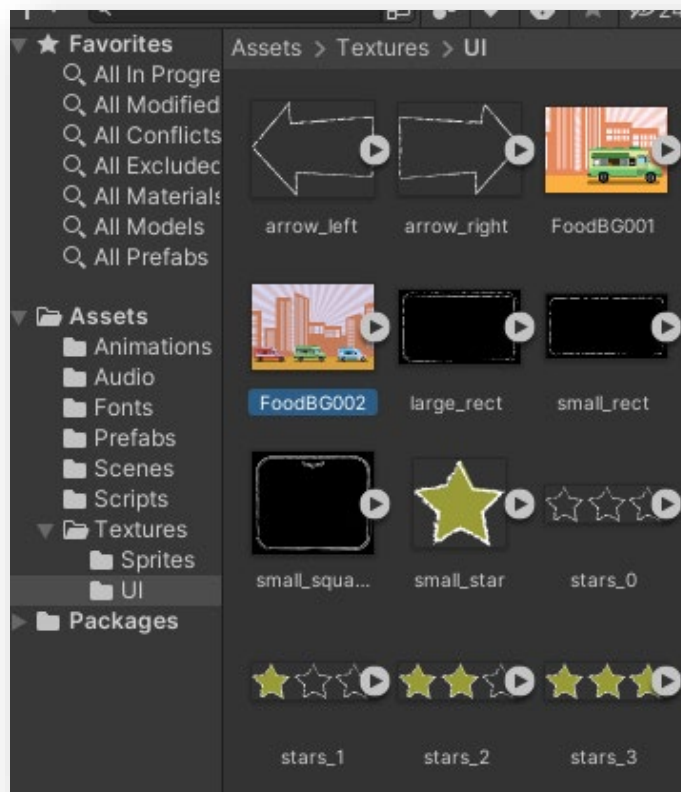 Favorites
All In Progre
All Modified
All Conflicts
All Excluded
All Materials
All Models
All Prefabs
Assets
Animations
Audio
Fonts
Prefabs
Scenes
Scripts
Textures
Sprites
UI
Packages
Assets > Textures > UI
arrow_left arrow_right FoodBG001
FoodBG002 large_rect small_rect
small_squa... small_star stars_0
stars_1 stars_2 stars_3